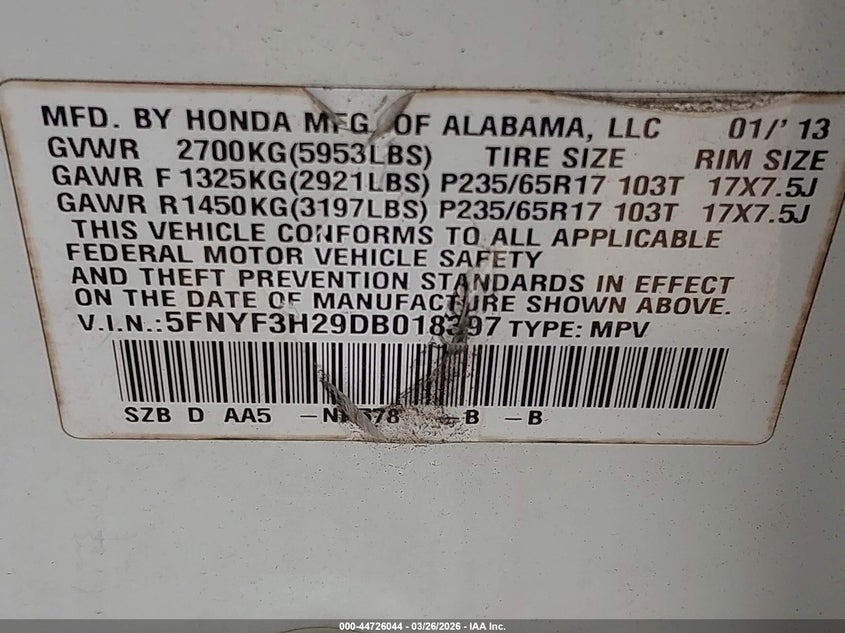 MFD. BY HONDA MFG. OF ALABAMA, LLC 01/'13
GVWR 2700KG(5953LBS) TIRE SIZE RIM SIZE
GAWR F 1325KG(2921LBS) P235/65R17 103T 17X7.5J
GAWR R 1450KG(3197LBS) P235/65R17 103T 17X7.5J
THIS VEHICLE CONFORMS TO ALL APPLICABLE
FEDERAL MOTOR VEHICLE SAFETY
AND THEFT PREVENTION STANDARDS IN EFFECT
ON THE DATE OF MANUFACTURE SHOWN ABOVE.
V.I.N.:5FNYF3H29DB018397 TYPE: MPV
SZB D AA5 -B -B
000-44726044 - 03/26/2026 - IAA Inc.